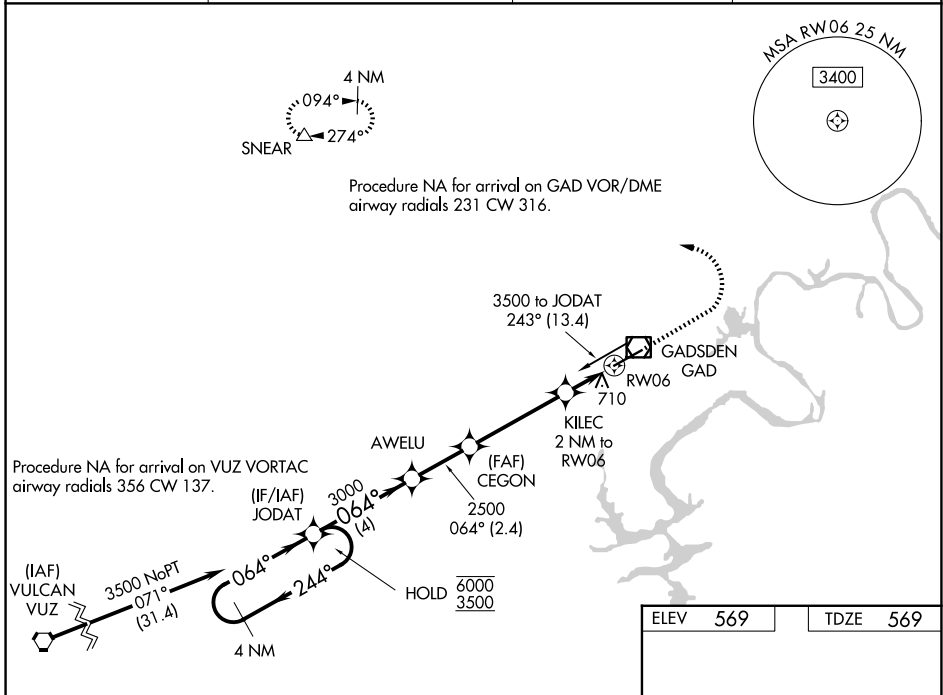 MSA RW06 25 NM
3400
4 NM
094°
274°
SNEAR
Procedure NA for arrival on GAD VOR/DME
airway radials 231 CW 316.
3500 to JODAT
243° (13.4)
GADSDEN
GAD
RW06
710
KILEC
2 NM to
RW06
AWELU
(FAF)
CEGON
2500
064° (2.4)
Procedure NA for arrival on VUZ VORTAC
airway radials 356 CW 137.
(IF/IAF)
JODAT
3000
064°
(4)
(IAF)
VULCAN
VUZ
3500 NoPT
071°
(31.4)
064°
244°
HOLD 6000
3500
4 NM
ELEV 569
TDZE 569